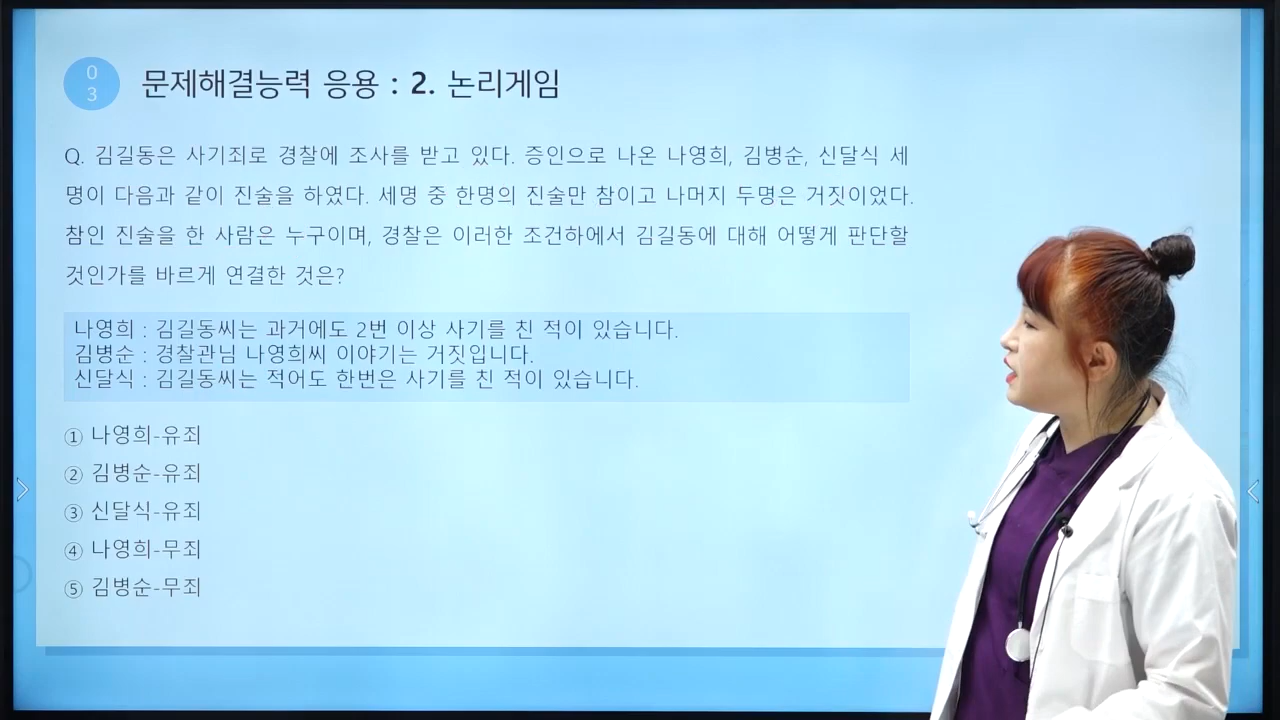 0
3
문제해결능력 응용 : 2. 논리게임
Q. 김길동은 사기죄로 경찰에 조사를 받고 있다. 증인으로 나온 나영희, 김병순, 신달식 세
명이 다음과 같이 진술을 하였다. 세명 중 한명의 진술만 참이고 나머지 두명은 거짓이었다.
참인 진술을 한 사람은 누구이며, 경찰은 이러한 조건하에서 김길동에 대해 어떻게 판단할
것인가를 바르게 연결한 것은?
나영희 : 김길동씨는 과거에도 2번 이상 사기를 친 적이 있습니다.
김병순 : 경찰관님 나영희씨 이야기는 거짓입니다.
신달식 : 김길동씨는 적어도 한번은 사기를 친 적이 있습니다.
① 나영희-유죄
② 김병순-유죄
③ 신달식-유죄
④ 나영희-무죄
⑤ 김병순-무죄